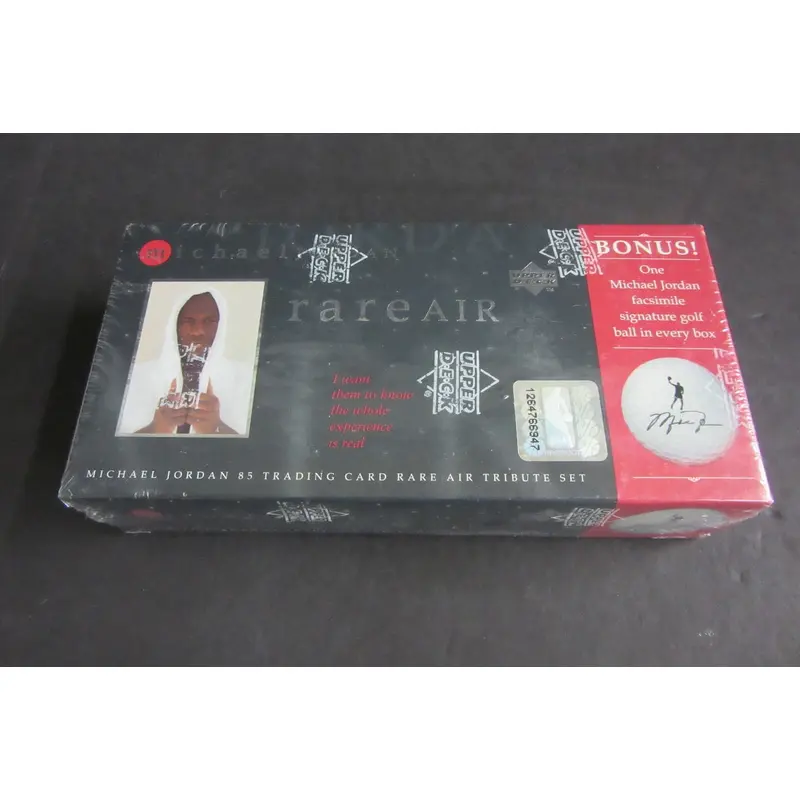 michael JORDAN
rare AIR
I want
them to know
the whole
experience
is real
MICHAEL JORDAN 85 TRADING CARD RARE AIR TRIBUTE SET
UPPER
DECK
UPPER
DECK
UPPER
DECK
UPPER
DECK
1264766947
BONUS!
One
Michael Jordan
facsimile
signature golf
ball in every box